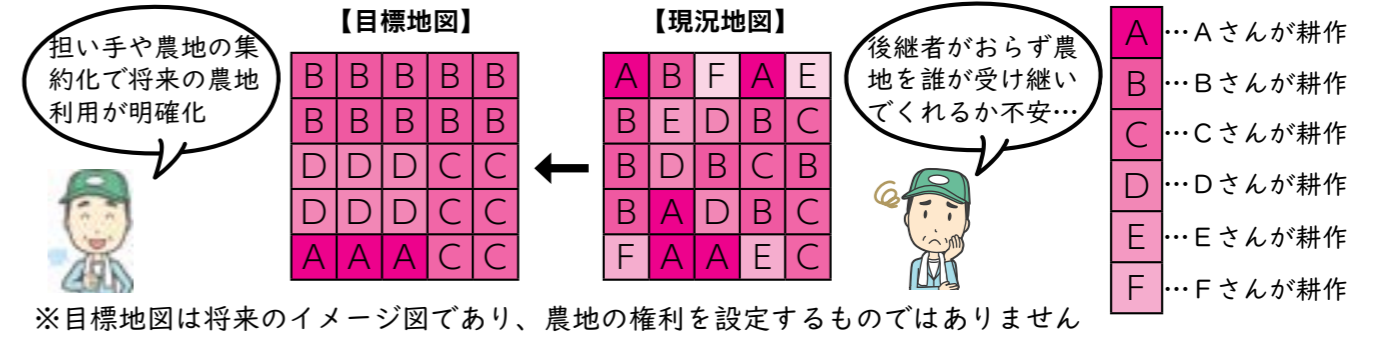 担い手や農地の集
約化で将来の農地
利用が明確化
【目標地図】
B B B B B
B B B B B
D D D C C
D D D C C
A A A C C
【現況地図】
A B F A E
B E D B C
B D B C B
B A D B C
F A A E C
後継者がおらず農
地を誰が受け継い
でくれるか不安…
A…Aさんが耕作
B…Bさんが耕作
C…Cさんが耕作
D…Dさんが耕作
E…Eさんが耕作
F…Fさんが耕作
※目標地図は将来のイメージ図であり、農地の権利を設定するものではありません